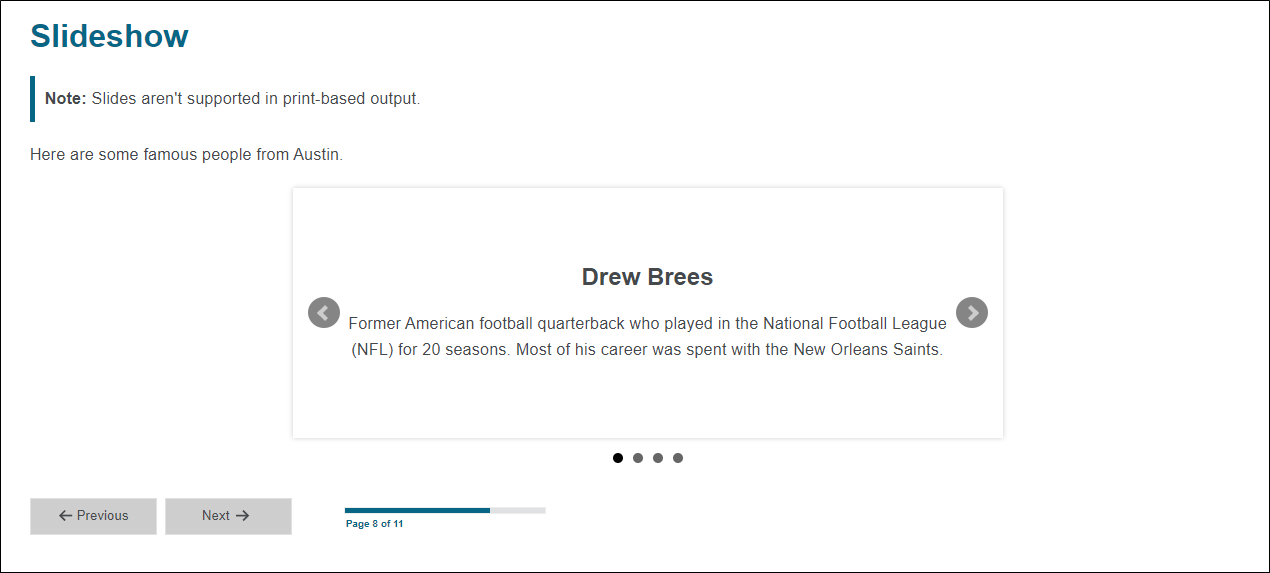 Slideshow
Note: Slides aren't supported in print-based output.
Here are some famous people from Austin.
Drew Brees
Former American football quarterback who played in the National Football League
(NFL) for 20 seasons. Most of his career was spent with the New Orleans Saints.
Previous
Next
Page 8 of 11